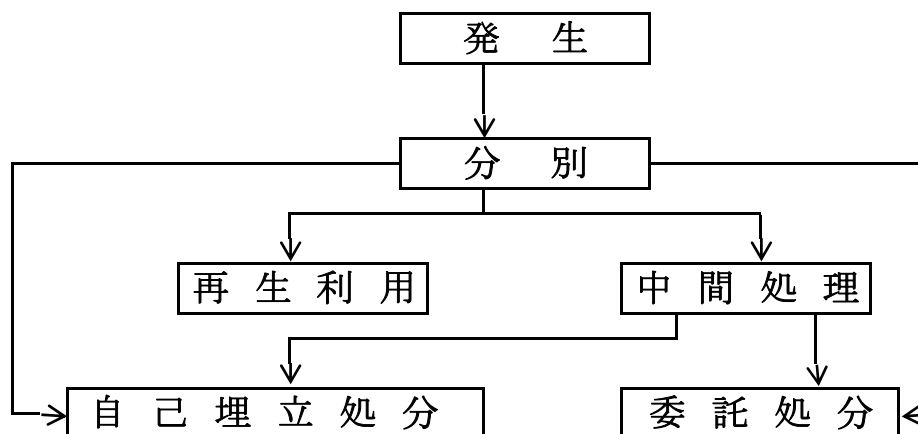 発生
分別
再生利用
中間処理
自己埋立処分
委託処分